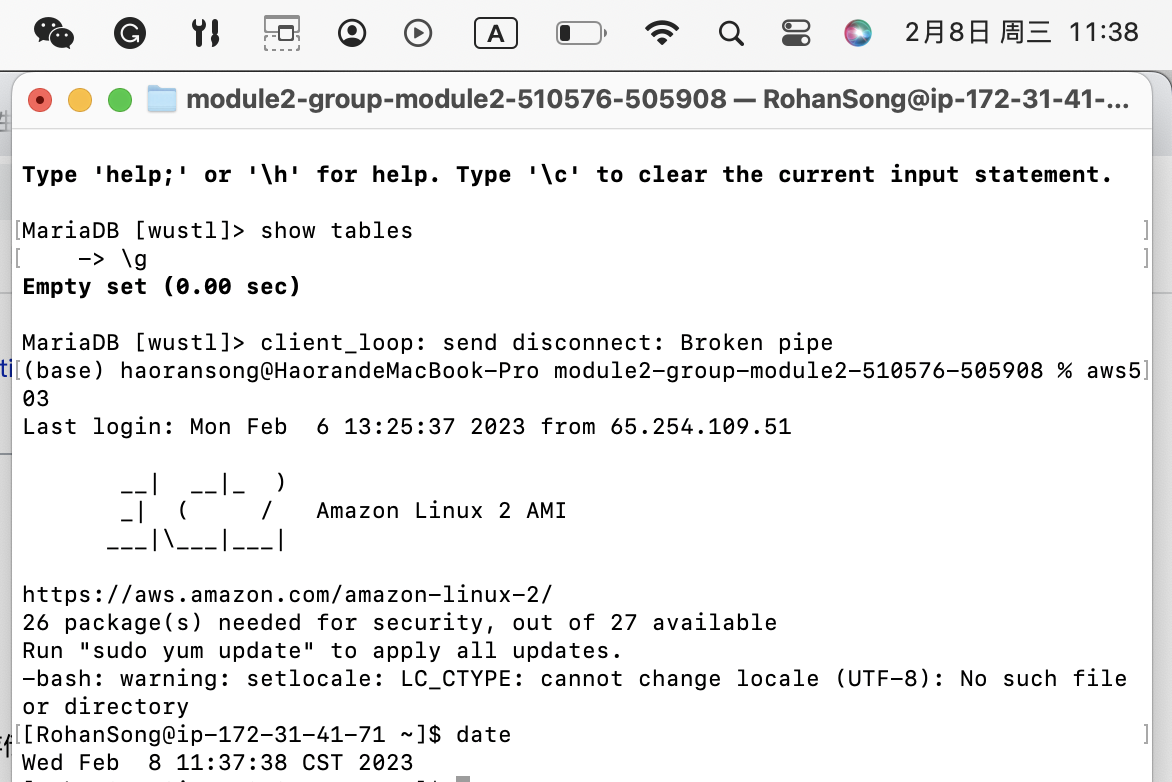 A
2月8日 周三 11:38
module2-group-module2-510576-505908 — RohanSong@ip-172-31-41-...
Type 'help;' or '\h' for help. Type '\c' to clear the current input statement.
[MariaDB [wustl]> show tables ]
[    -> \g ]
Empty set (0.00 sec)
MariaDB [wustl]> client_loop: send disconnect: Broken pipe
[(base) haoransong@HaorandeMacBook-Pro module2-group-module2-510576-505908 % aws5]
03
Last login: Mon Feb  6 13:25:37 2023 from 65.254.109.51
       __|  __|_  )
       _|  (     /   Amazon Linux 2 AMI
      ___|\___|___|
https://aws.amazon.com/amazon-linux-2/
26 package(s) needed for security, out of 27 available
Run "sudo yum update" to apply all updates.
-bash: warning: setlocale: LC_CTYPE: cannot change locale (UTF-8): No such file
or directory
[[RohanSong@ip-172-31-41-71 ~]$ date ]
Wed Feb  8 11:37:38 CST 2023